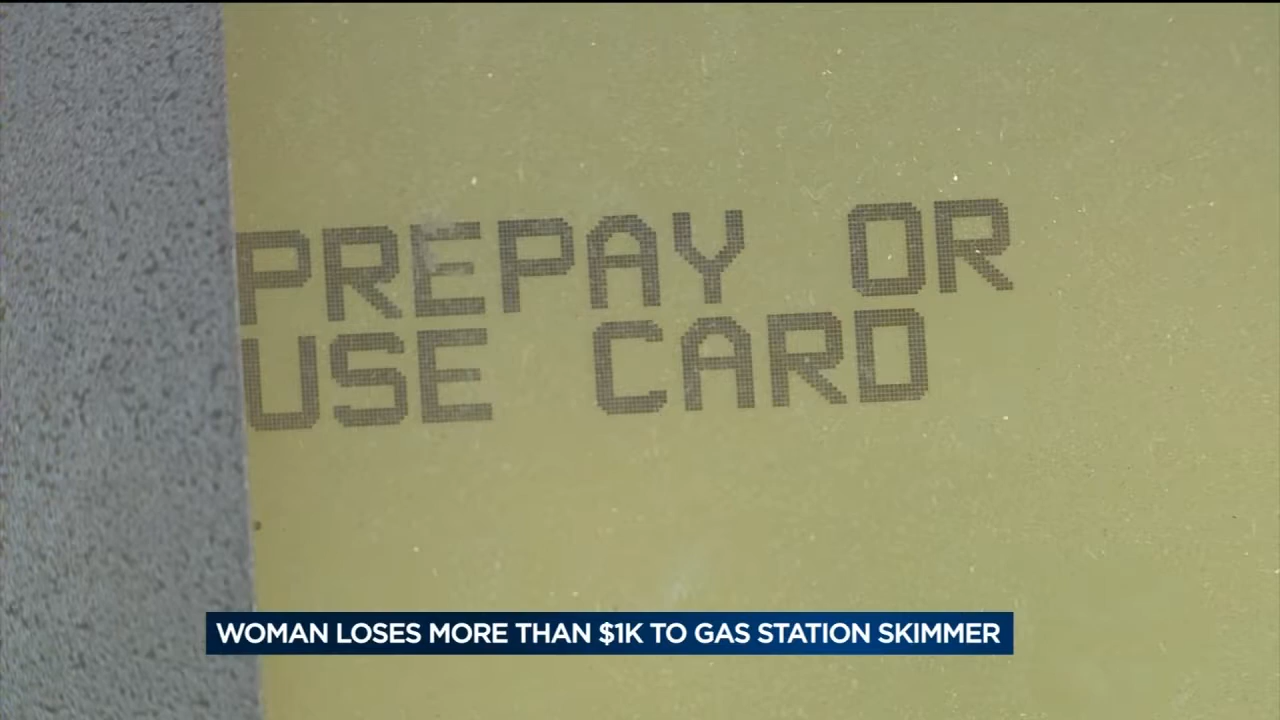 PREPAY OR
USE CARD
WOMAN LOSES MORE THAN $1K TO GAS STATION SKIMMER